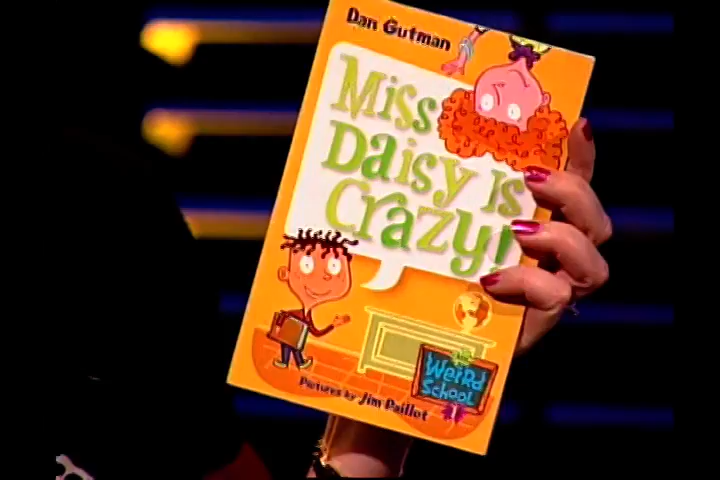 Dan Gutman
Miss
Daisy Is
Crazy!
My
Weird
School
1
Pictures by Jim Paillot